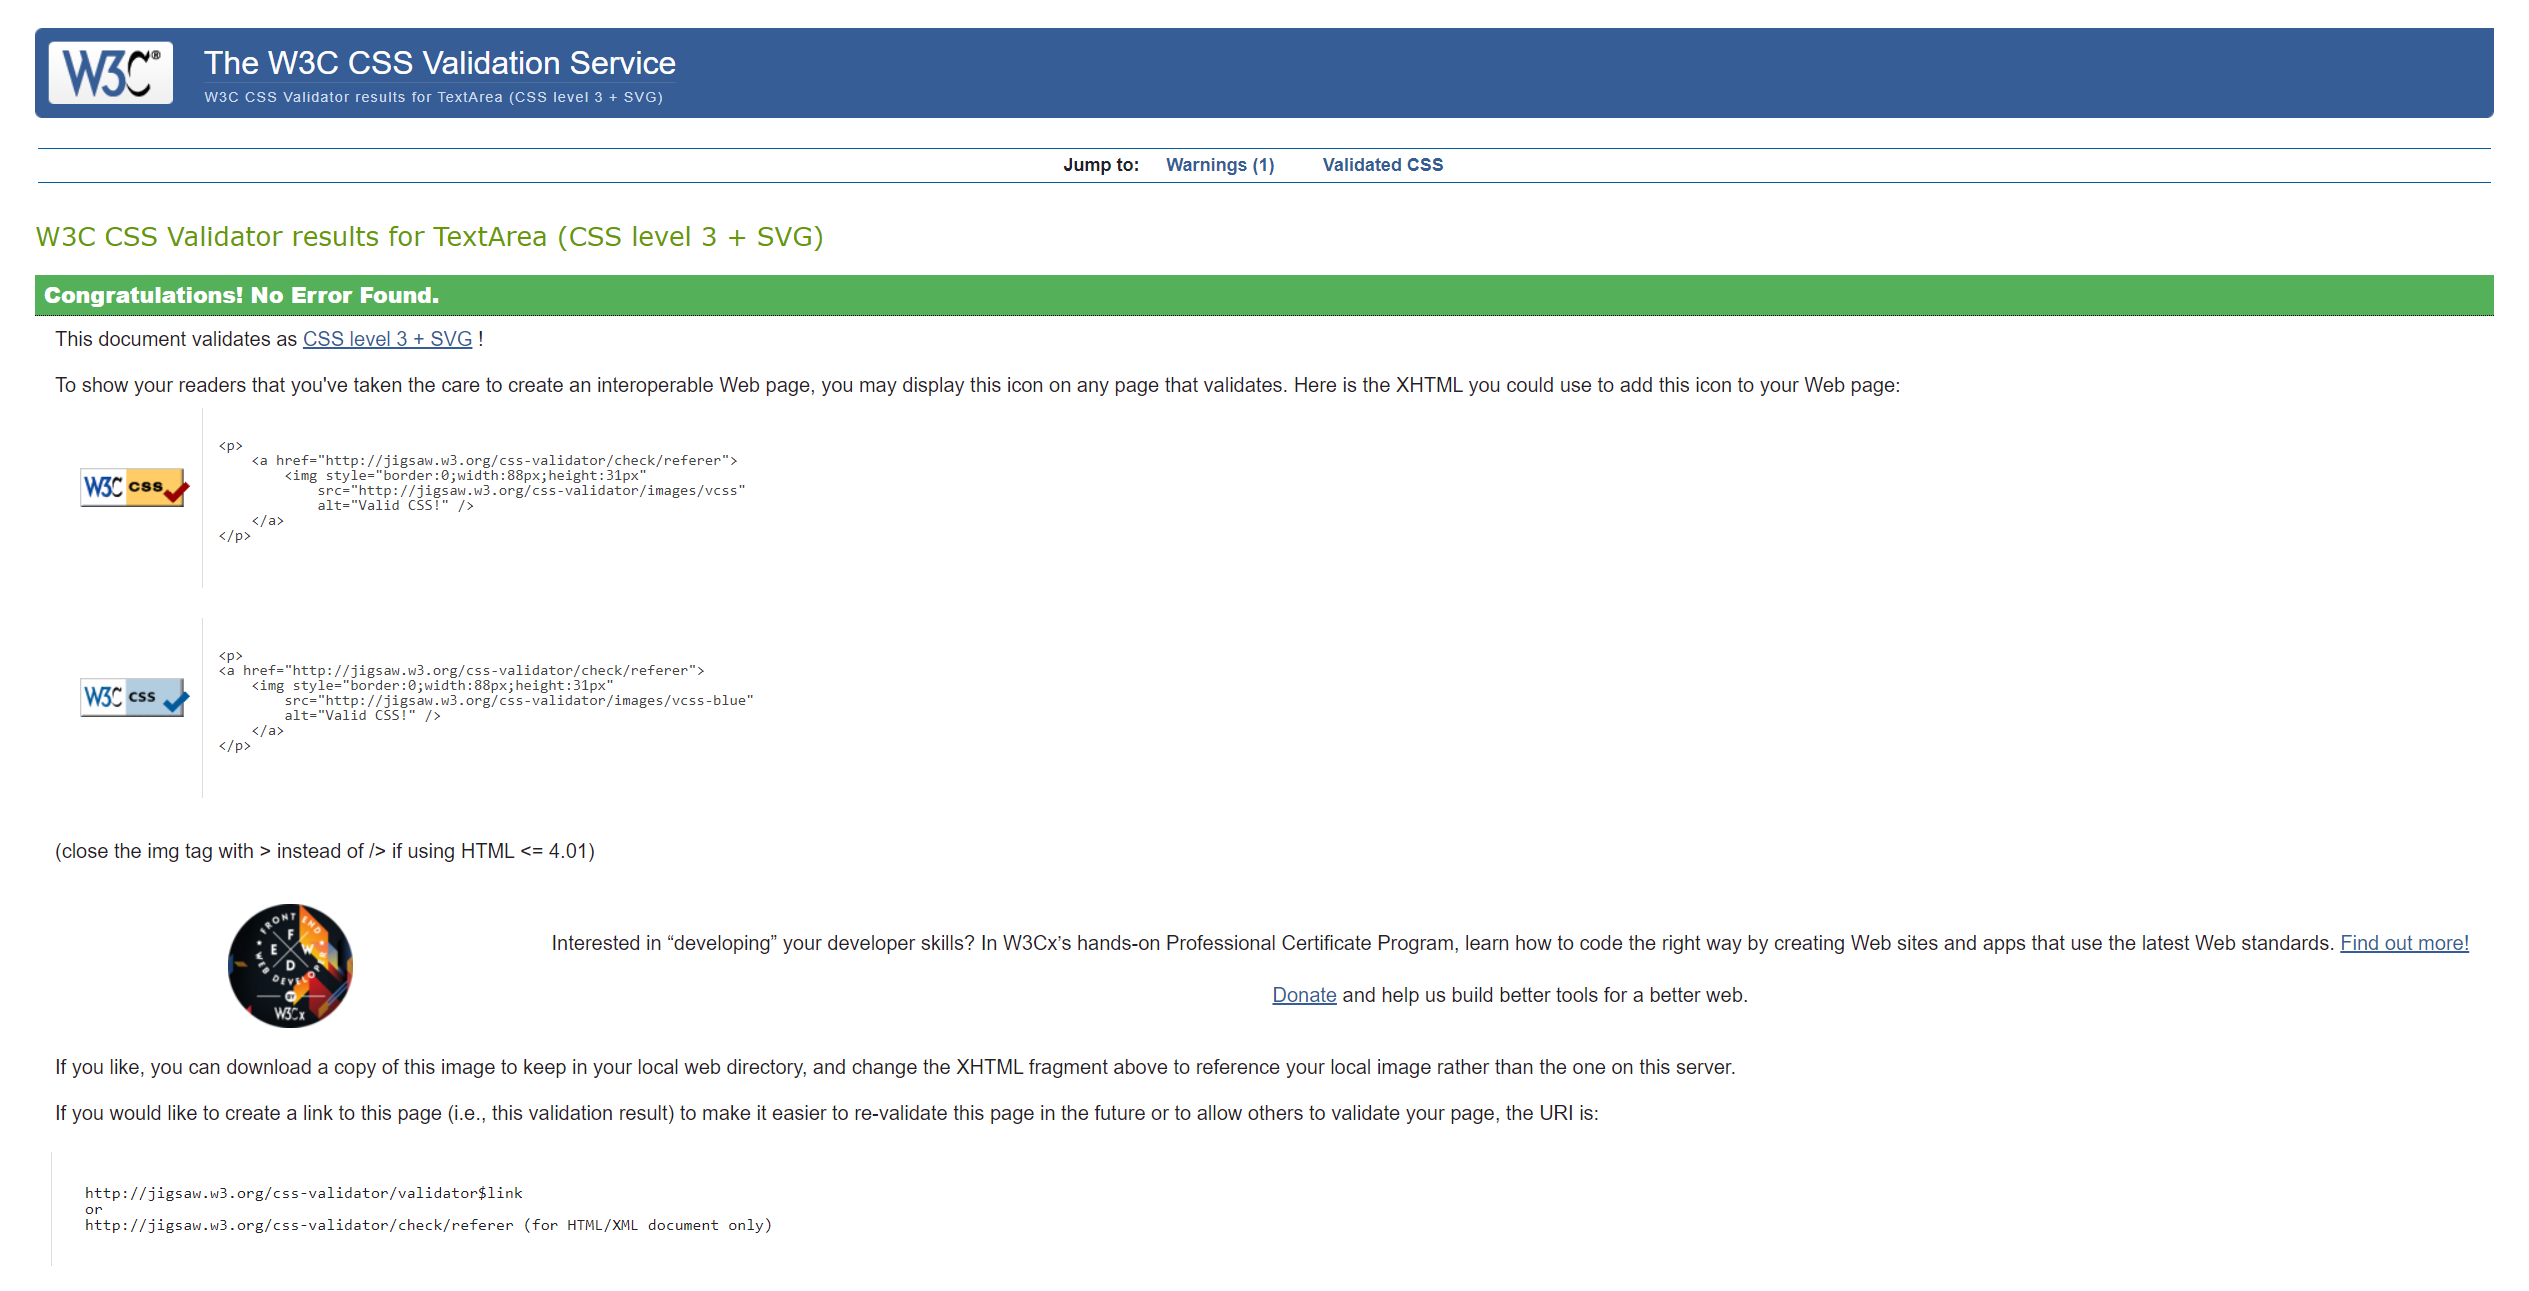 W3C®
The W3C CSS Validation Service
W3C CSS Validator results for TextArea (CSS level 3 + SVG)
Jump to: Warnings (1) Validated CSS
W3C CSS Validator results for TextArea (CSS level 3 + SVG)
Congratulations! No Error Found.
This document validates as CSS level 3 + SVG !
To show your readers that you've taken the care to create an interoperable Web page, you may display this icon on any page that validates. Here is the XHTML you could use to add this icon to your Web page:
W3C css
<p>
    <a href="http://jigsaw.w3.org/css-validator/check/referer">
        <img style="border:0;width:88px;height:31px"
            src="http://jigsaw.w3.org/css-validator/images/vcss"
            alt="Valid CSS!" />
    </a>
</p>
W3C css
<p>
<a href="http://jigsaw.w3.org/css-validator/check/referer">
    <img style="border:0;width:88px;height:31px"
        src="http://jigsaw.w3.org/css-validator/images/vcss-blue"
        alt="Valid CSS!" />
    </a>
</p>
(close the img tag with > instead of /> if using HTML <= 4.01)
FRONT END
F E W D
WEB DEVELOPER
BY
W3Cx
Interested in “developing” your developer skills? In W3Cx’s hands-on Professional Certificate Program, learn how to code the right way by creating Web sites and apps that use the latest Web standards. Find out more!
Donate and help us build better tools for a better web.
If you like, you can download a copy of this image to keep in your local web directory, and change the XHTML fragment above to reference your local image rather than the one on this server.
If you would like to create a link to this page (i.e., this validation result) to make it easier to re-validate this page in the future or to allow others to validate your page, the URI is:
http://jigsaw.w3.org/css-validator/validator$link
or
http://jigsaw.w3.org/css-validator/check/referer (for HTML/XML document only)